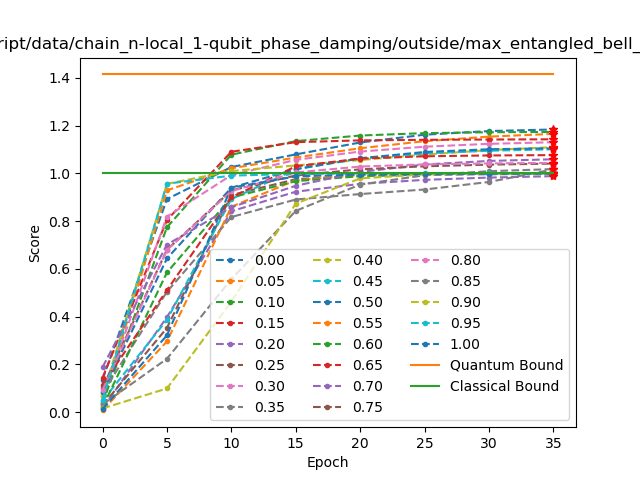 ript/data/chain_n-local_1-qubit_phase_damping/outside/max_entangled_bell_
Score
1.4
1.2
1.0
0.8
0.6
0.4
0.2
0.0
0.00 0.40 0.80
0.05 0.45 0.85
0.10 0.50 0.90
0.15 0.55 0.95
0.20 0.60 1.00
0.25 0.65 Quantum Bound
0.30 0.70 Classical Bound
0.35 0.75
0 5 10 15 20 25 30 35
Epoch